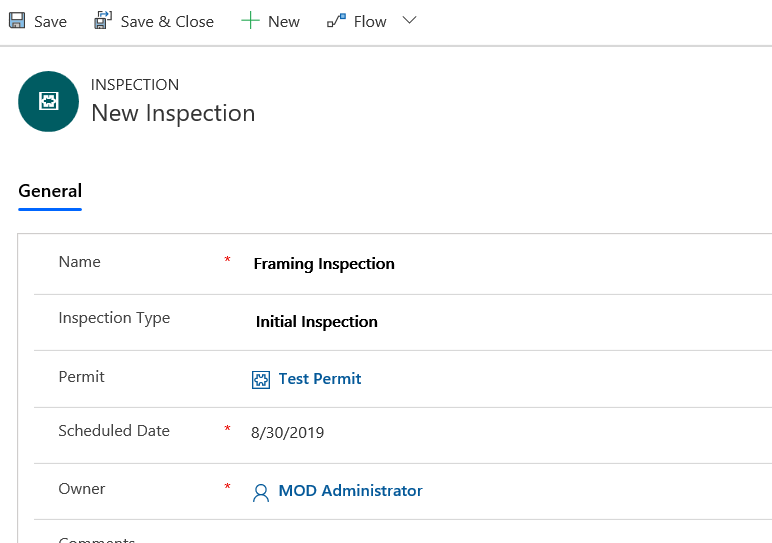 Save Save & Close New Flow
INSPECTION
New Inspection
General
Name * Framing Inspection
Inspection Type Initial Inspection
Permit Test Permit
Scheduled Date * 8/30/2019
Owner * MOD Administrator
Comments